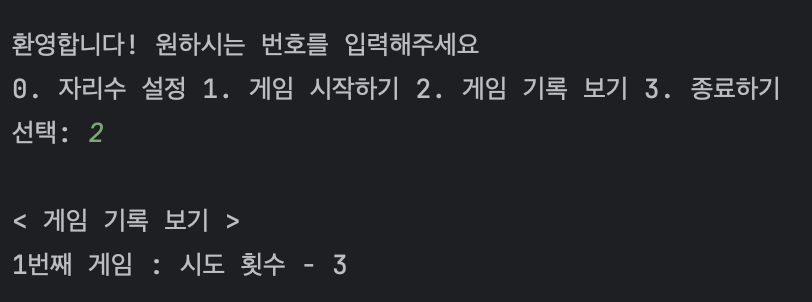 환영합니다! 원하시는 번호를 입력해주세요
0. 자리수 설정 1. 게임 시작하기 2. 게임 기록 보기 3. 종료하기
선택: 2
< 게임 기록 보기 >
1번째 게임 : 시도 횟수 - 3